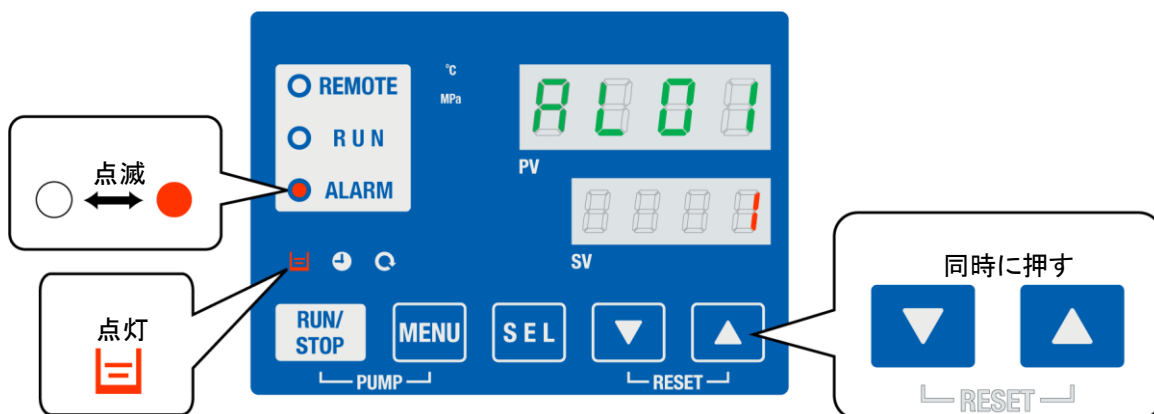 REMOTE
RUN
ALARM
°C
MPa
AL01
PV
1
SV
点滅
点灯
RUN/
STOP
MENU
SEL
▼
▲
PUMP
RESET
同時に押す
▼
▲
RESET